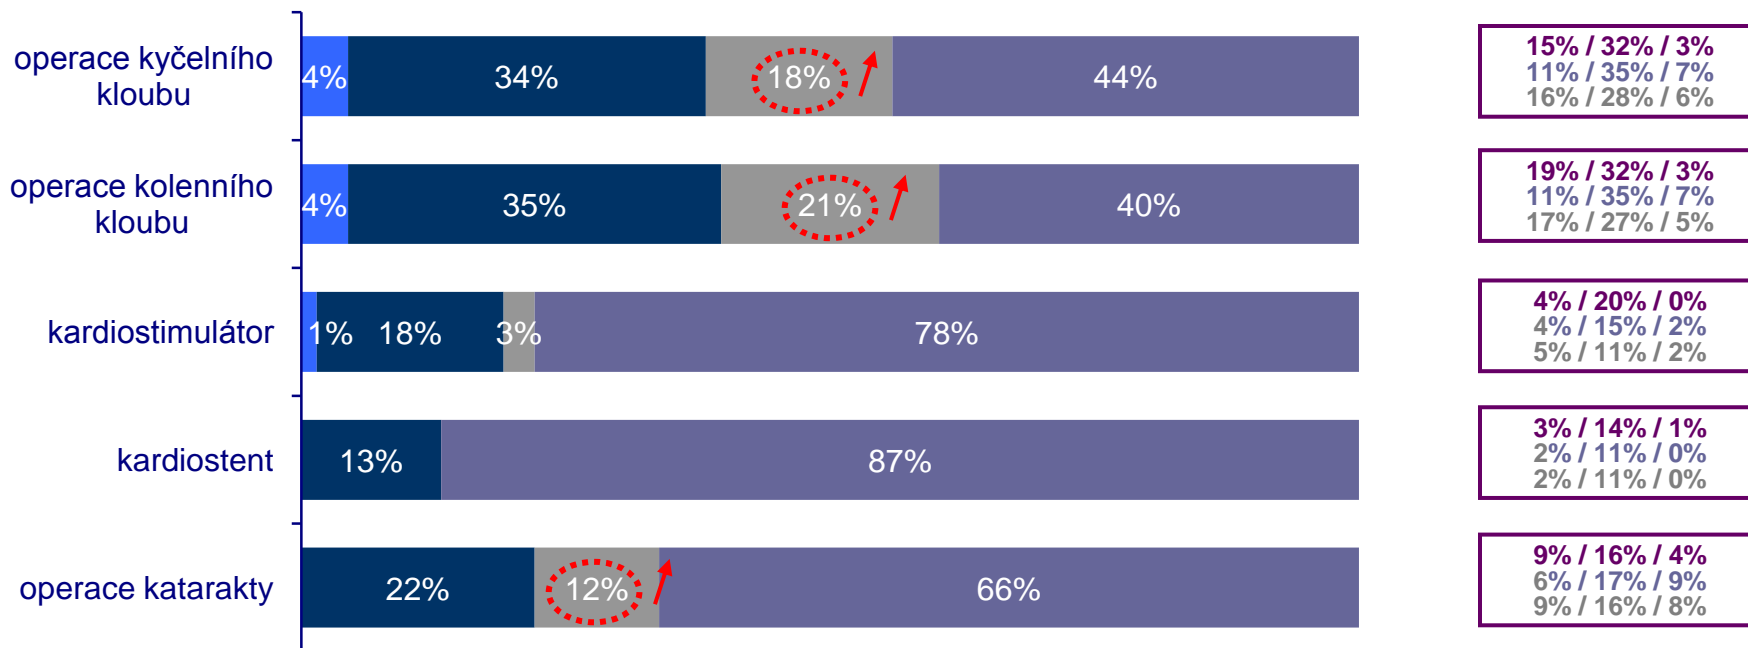 operace kyčelního
kloubu
4% 34% 18% 44%
15% / 32% / 3%
11% / 35% / 7%
16% / 28% / 6%
operace kolenního
kloubu
4% 35% 21% 40%
19% / 32% / 3%
11% / 35% / 7%
17% / 27% / 5%
kardiostimulátor
1% 18% 3% 78%
4% / 20% / 0%
4% / 15% / 2%
5% / 11% / 2%
kardiostent
13% 87%
3% / 14% / 1%
2% / 11% / 0%
2% / 11% / 0%
operace katarakty
22% 12% 66%
9% / 16% / 4%
6% / 17% / 9%
9% / 16% / 8%